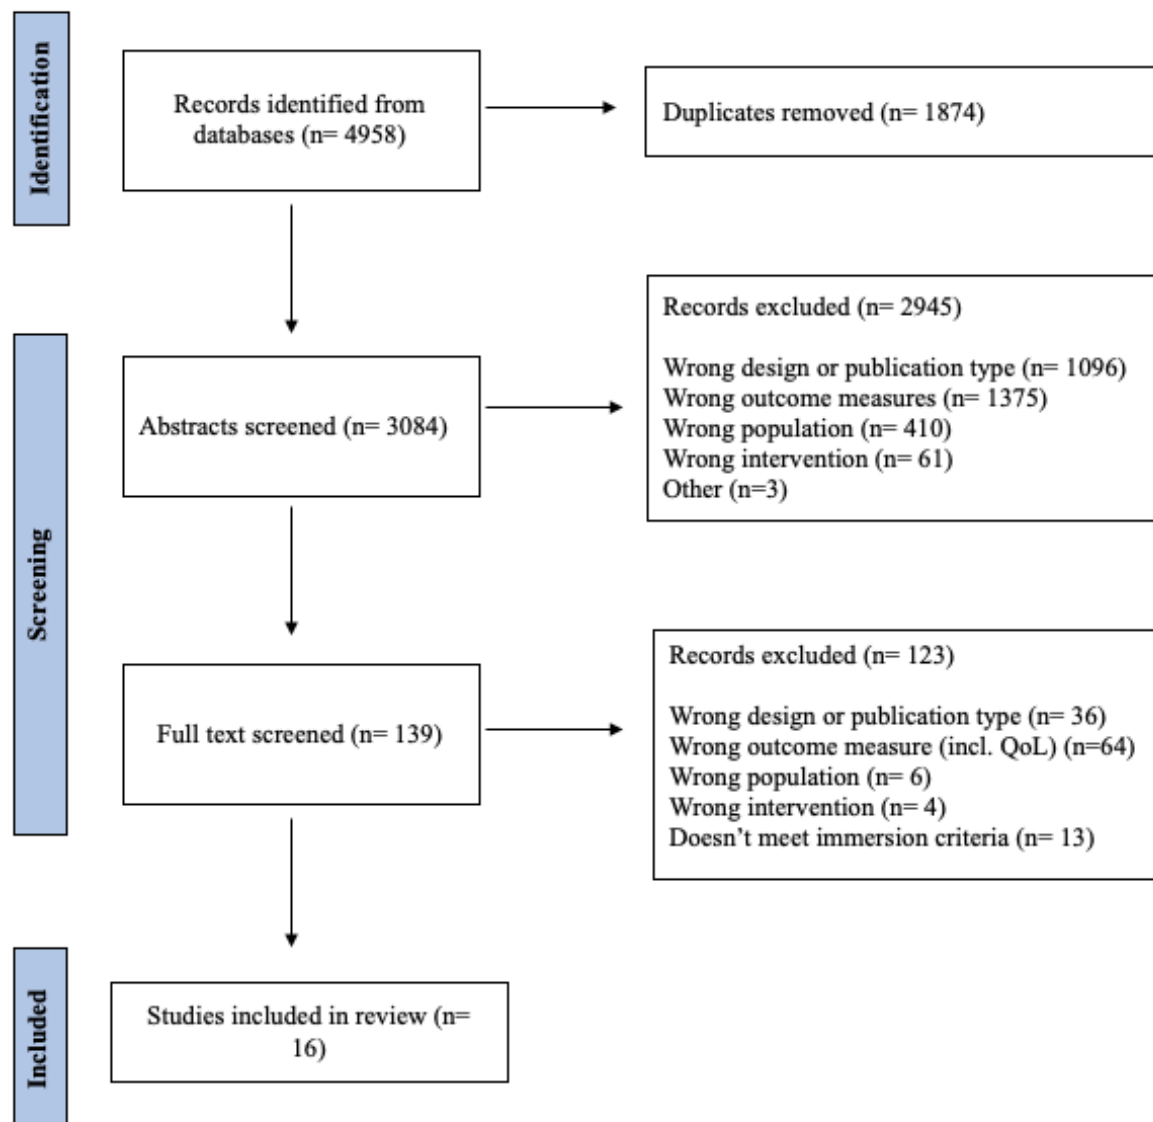 Identification
Records identified from
databases (n= 4958)
Duplicates removed (n= 1874)
Screening
Abstracts screened (n= 3084)
Records excluded (n= 2945)
Wrong design or publication type (n= 1096)
Wrong outcome measures (n= 1375)
Wrong population (n= 410)
Wrong intervention (n= 61)
Other (n=3)
Full text screened (n= 139)
Records excluded (n= 123)
Wrong design or publication type (n= 36)
Wrong outcome measure (incl. QoL) (n=64)
Wrong population (n= 6)
Wrong intervention (n= 4)
Doesn’t meet immersion criteria (n= 13)
Included
Studies included in review (n=
16)